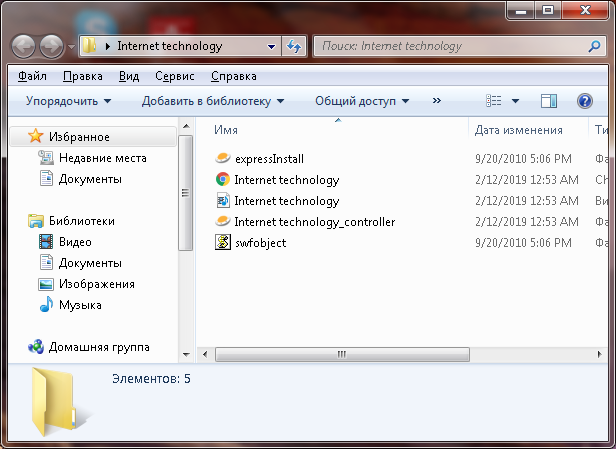 Internet technology
Поиск: Internet technology
Файл Правка Вид Сервис Справка
Упорядочить Добавить в библиотеку Общий доступ »
Имя Дата изменения Ти
Избранное
Недавние места
Документы
Библиотеки
Видео
Документы
Изображения
Музыка
Домашняя группа
expressInstall 9/20/2010 5:06 PM Фа
Internet technology 2/12/2019 12:53 AM Ch
Internet technology 2/12/2019 12:53 AM Ви
Internet technology_controller 2/12/2019 12:53 AM Фа
swfobject 9/20/2010 5:06 PM Фа
Элементов: 5